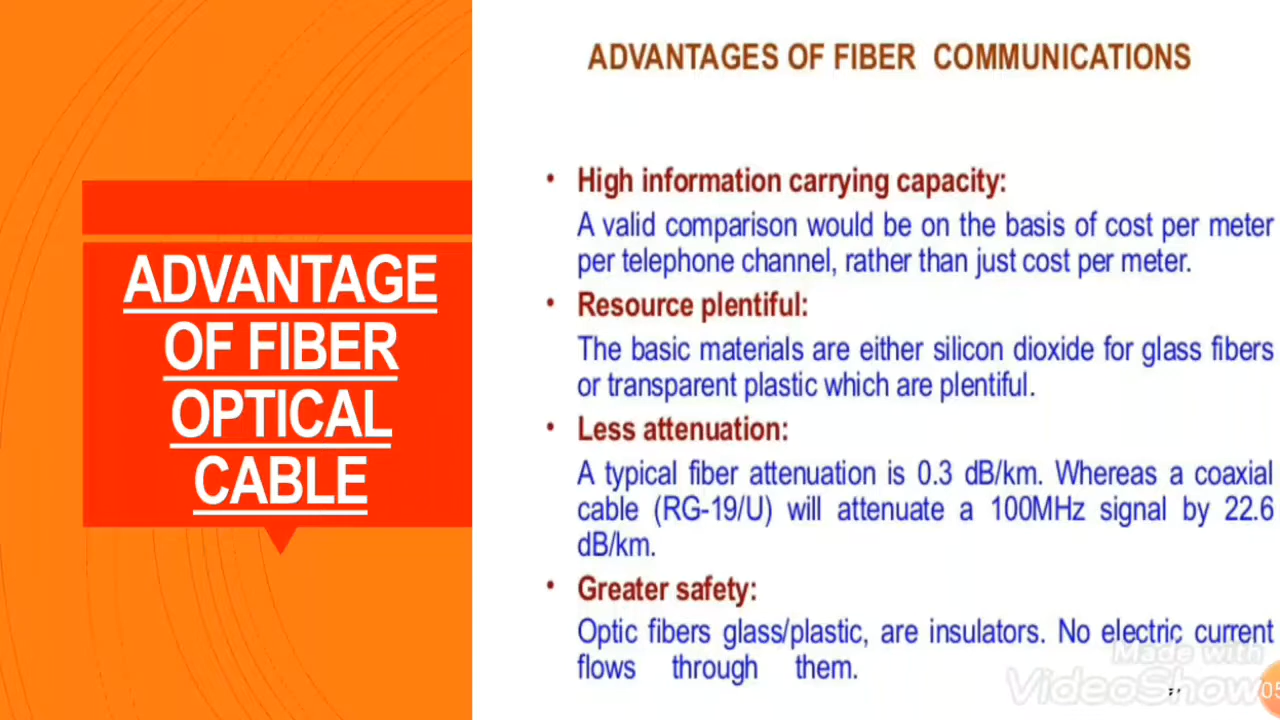 ADVANTAGE
OF FIBER
OPTICAL
CABLE
ADVANTAGES OF FIBER COMMUNICATIONS
• High information carrying capacity:
A valid comparison would be on the basis of cost per meter
per telephone channel, rather than just cost per meter.
• Resource plentiful:
The basic materials are either silicon dioxide for glass fibers
or transparent plastic which are plentiful.
• Less attenuation:
A typical fiber attenuation is 0.3 dB/km. Whereas a coaxial
cable (RG-19/U) will attenuate a 100MHz signal by 22.6
dB/km.
• Greater safety:
Optic fibers glass/plastic, are insulators. No electric current
flows through them.
Made with
VideoShow